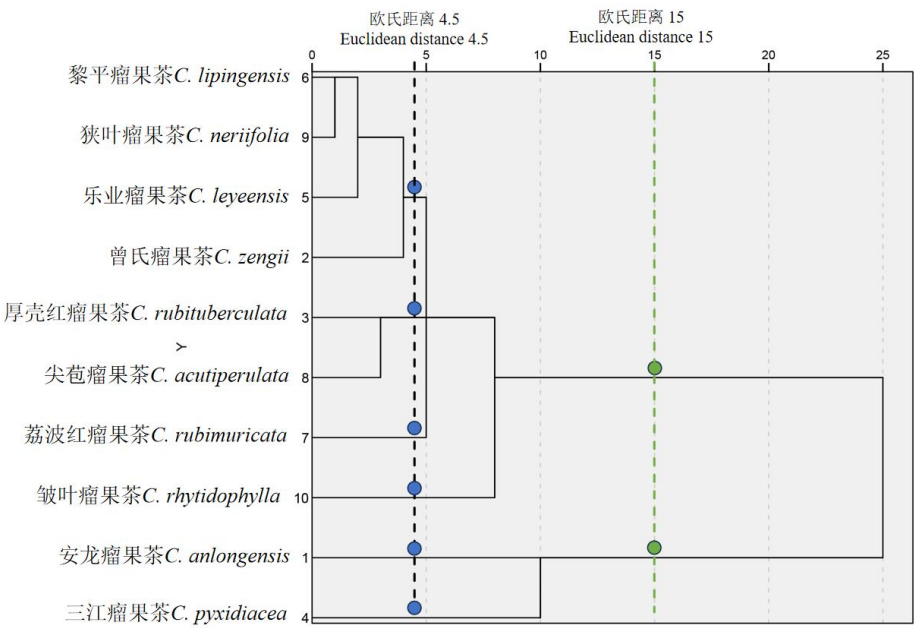 欧氏距离 4.5
Euclidean distance 4.5
欧氏距离 15
Euclidean distance 15
0 5 10 15 20 25
黎平瘤果茶C. lipingensis 6
狭叶瘤果茶C. neriifolia 9
乐业瘤果茶C. leyeensis 5
曾氏瘤果茶C. zengii 2
厚壳红瘤果茶C. rubituberculata 3
Y
尖苞瘤果茶C. acutiperulata 8
荔波红瘤果茶C. rubimuricata 7
皱叶瘤果茶C. rhytidophylla 10
安龙瘤果茶C. anlongensis 1
三江瘤果茶C. pyxidiacea 4